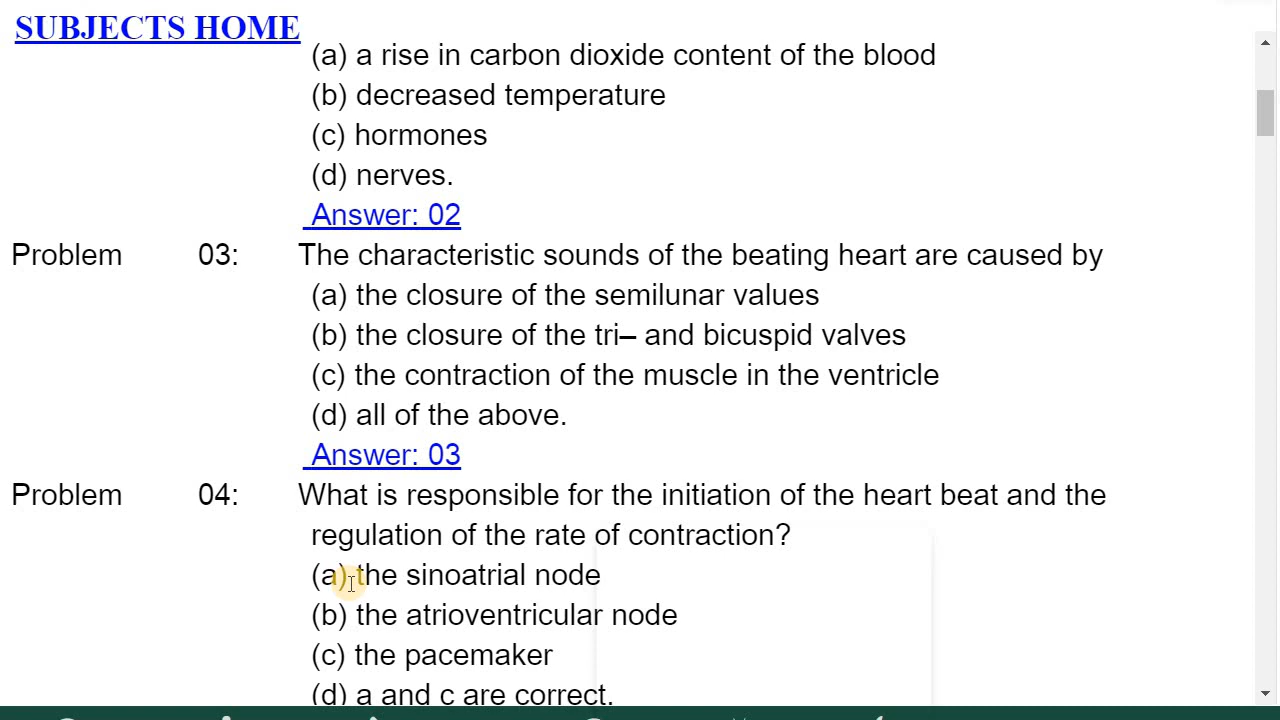 SUBJECTS HOME
(a) a rise in carbon dioxide content of the blood
(b) decreased temperature
(c) hormones
(d) nerves.
Answer: 02
Problem 03: The characteristic sounds of the beating heart are caused by
(a) the closure of the semilunar values
(b) the closure of the tri– and bicuspid valves
(c) the contraction of the muscle in the ventricle
(d) all of the above.
Answer: 03
Problem 04: What is responsible for the initiation of the heart beat and the
regulation of the rate of contraction?
(a) the sinoatrial node
(b) the atrioventricular node
(c) the pacemaker
(d) a and c are correct.